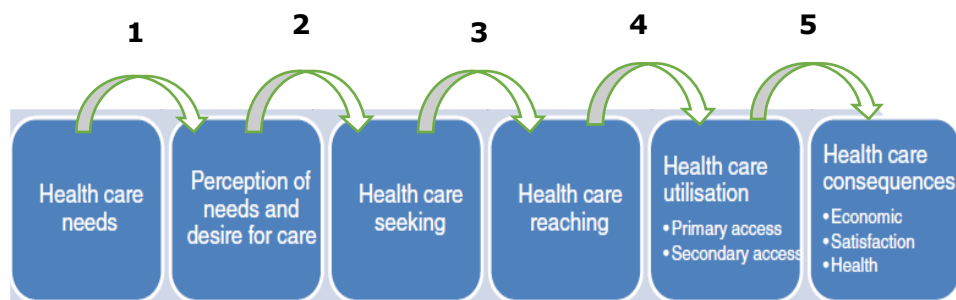 1
2
3
4
5
Health care
needs
Perception of
needs and
desire for care
Health care
seeking
Health care
reaching
Health care
utilisation
•Primary access
•Secondary access
Health care
consequences
•Economic
•Satisfaction
•Health